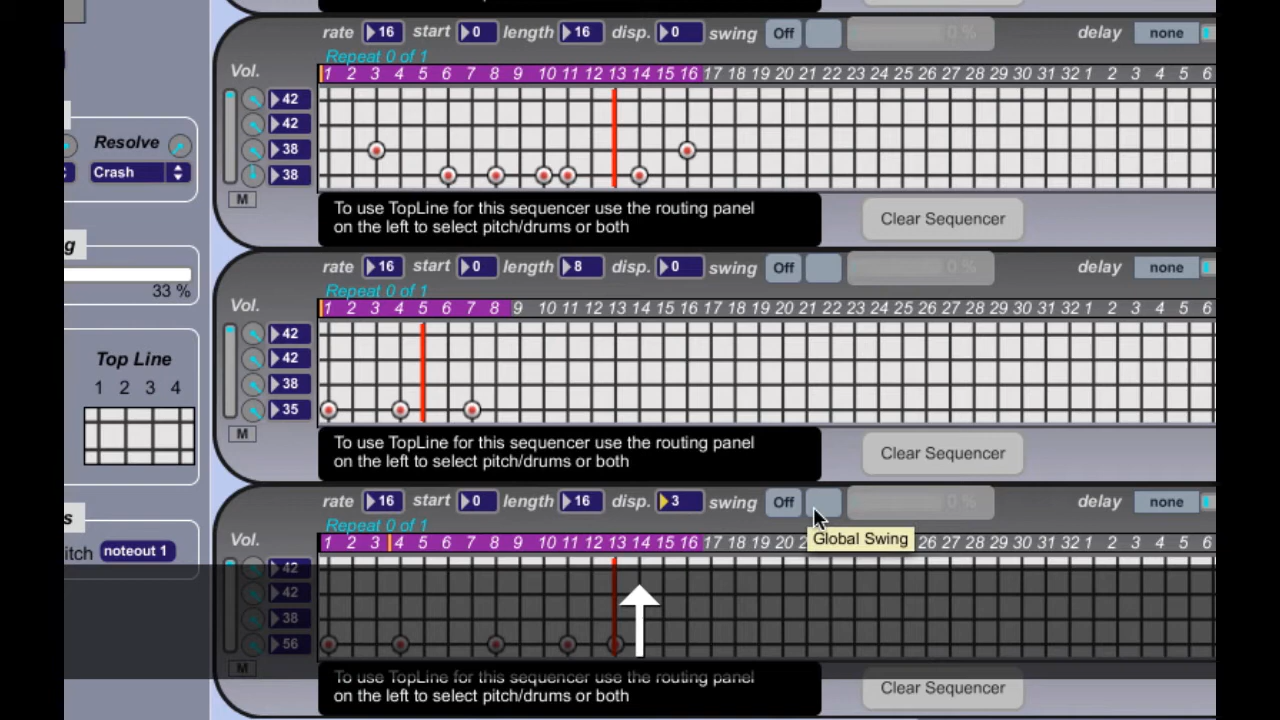 rate 16 start 0 length 16 disp. 0 swing Off 0 % delay none
Repeat 0 of 1
Vol. 1 2 3 4 5 6 7 8 9 10 11 12 13 14 15 16 17 18 19 20 21 22 23 24 25 26 27 28 29 30 31 32 1 2 3 4 5 6
42
42
Resolve
38
Crash
38
M
To use TopLine for this sequencer use the routing panel
on the left to select pitch/drums or both
Clear Sequencer
g
33 %
rate 16 start 0 length 8 disp. 0 swing Off 0 % delay none
Repeat 0 of 1
Vol. 1 2 3 4 5 6 7 8 9 10 11 12 13 14 15 16 17 18 19 20 21 22 23 24 25 26 27 28 29 30 31 32 1 2 3 4 5 6
42
42
38
35
M
Top Line
1 2 3 4
To use TopLine for this sequencer use the routing panel
on the left to select pitch/drums or both
Clear Sequencer
s
itch noteout 1
rate 16 start 0 length 16 disp. 3 swing Off 0 % delay none
Repeat 0 of 1
Global Swing
Vol. 1 2 3 4 5 6 7 8 9 10 11 12 13 14 15 16 17 18 19 20 2 26 27 28 29 30 31 32 1 2 3 4 5 6
42
42
38
56
M
To use TopLine for this sequencer use the routing panel
on the left to select pitch/drums or both
Clear Sequencer